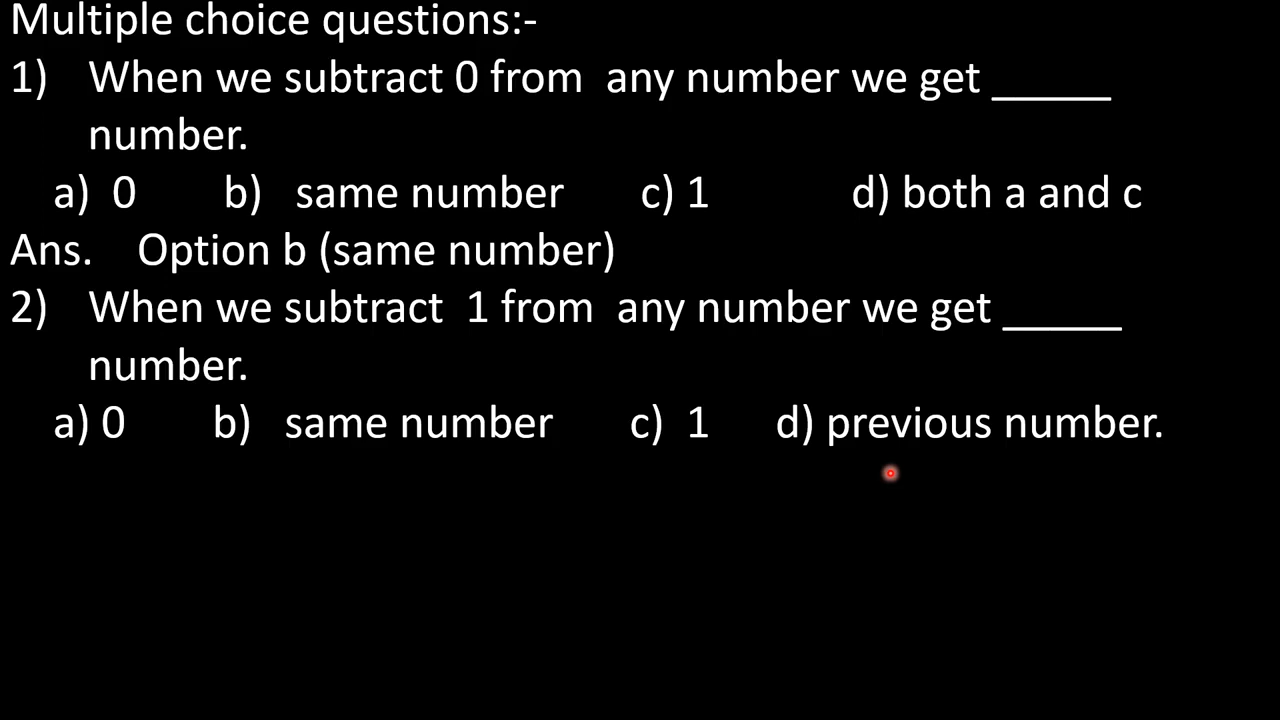 Multiple choice questions:-
1) When we subtract 0 from any number we get _____
number.
a) 0 b) same number c) 1 d) both a and c
Ans. Option b (same number)
2) When we subtract 1 from any number we get _____
number.
a) 0 b) same number c) 1 d) previous number.